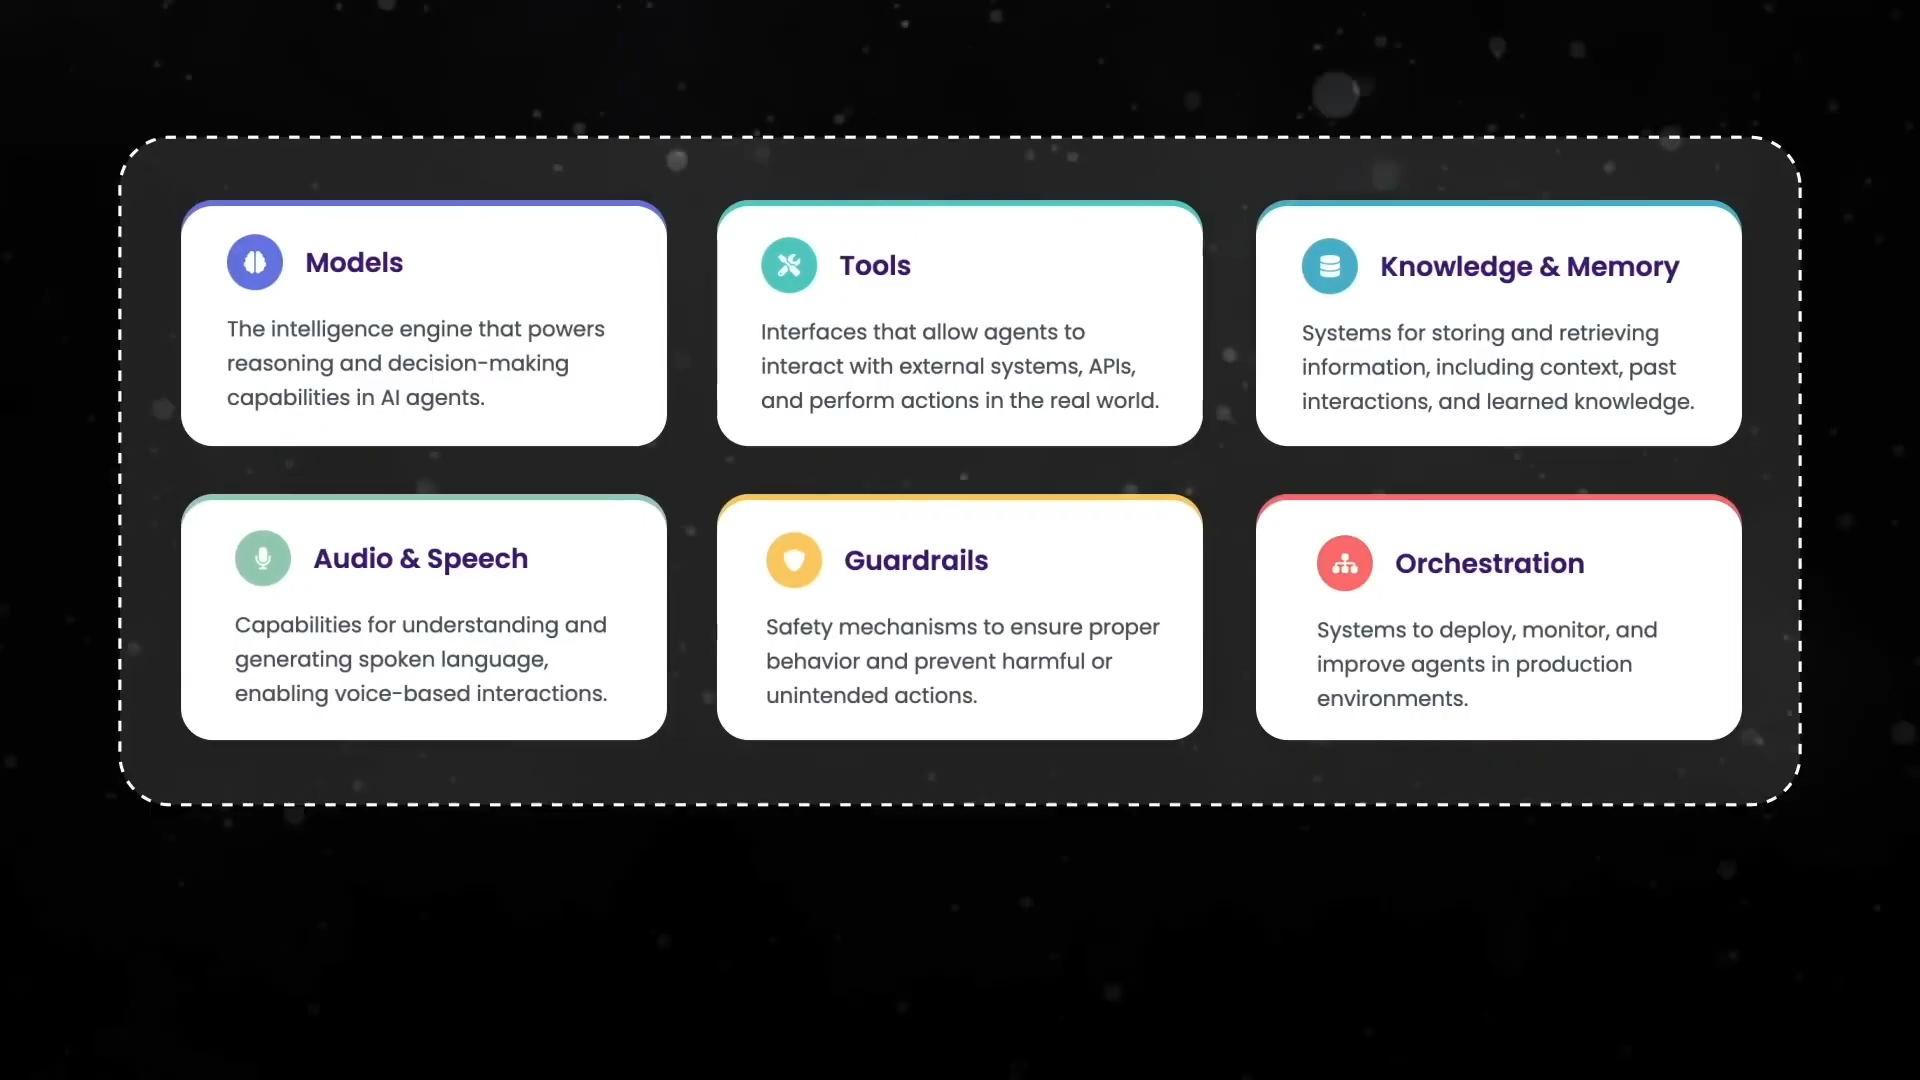 Models
The intelligence engine that powers
reasoning and decision-making
capabilities in AI agents.
Tools
Interfaces that allow agents to
interact with external systems, APIs,
and perform actions in the real world.
Knowledge & Memory
Systems for storing and retrieving
information, including context, past
interactions, and learned knowledge.
Audio & Speech
Capabilities for understanding and
generating spoken language,
enabling voice-based interactions.
Guardrails
Safety mechanisms to ensure proper
behavior and prevent harmful or
unintended actions.
Orchestration
Systems to deploy, monitor, and
improve agents in production
environments.